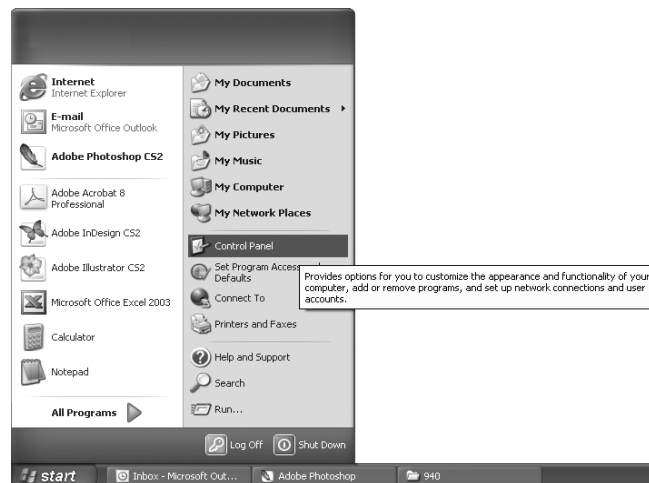 Internet
Internet Explorer
E-mail
Microsoft Office Outlook
Adobe Photoshop CS2
Adobe Acrobat 8
Professional
Adobe InDesign CS2
Adobe Illustrator CS2
Microsoft Office Excel 2003
Calculator
Notepad
All Programs
My Documents
My Recent Documents
My Pictures
My Music
My Computer
My Network Places
Control Panel
Set Program Access
Defaults
Connect To
Printers and Faxes
Help and Support
Search
Run...
Provides options for you to customize the appearance and functionality of your
computer, add or remove programs, and set up network connections and user
accounts.
Log Off
Shut Down
start
Inbox - Microsoft Out...
Adobe Photoshop
940